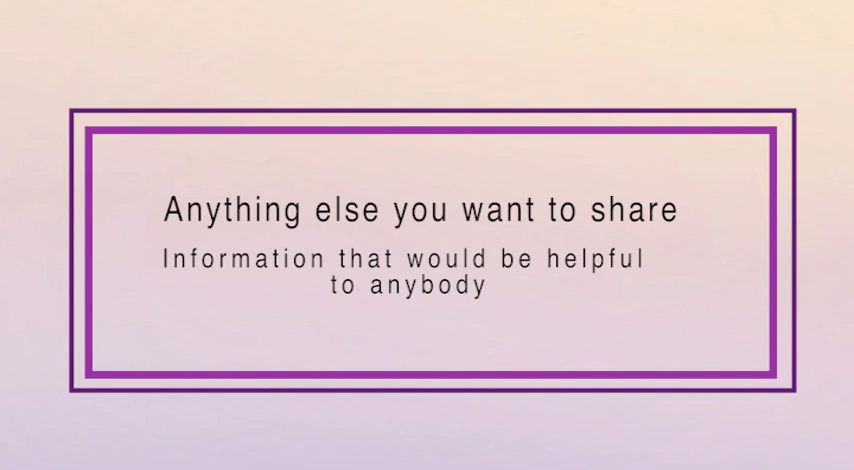 Anything else you want to share
Information that would be helpful
to anybody